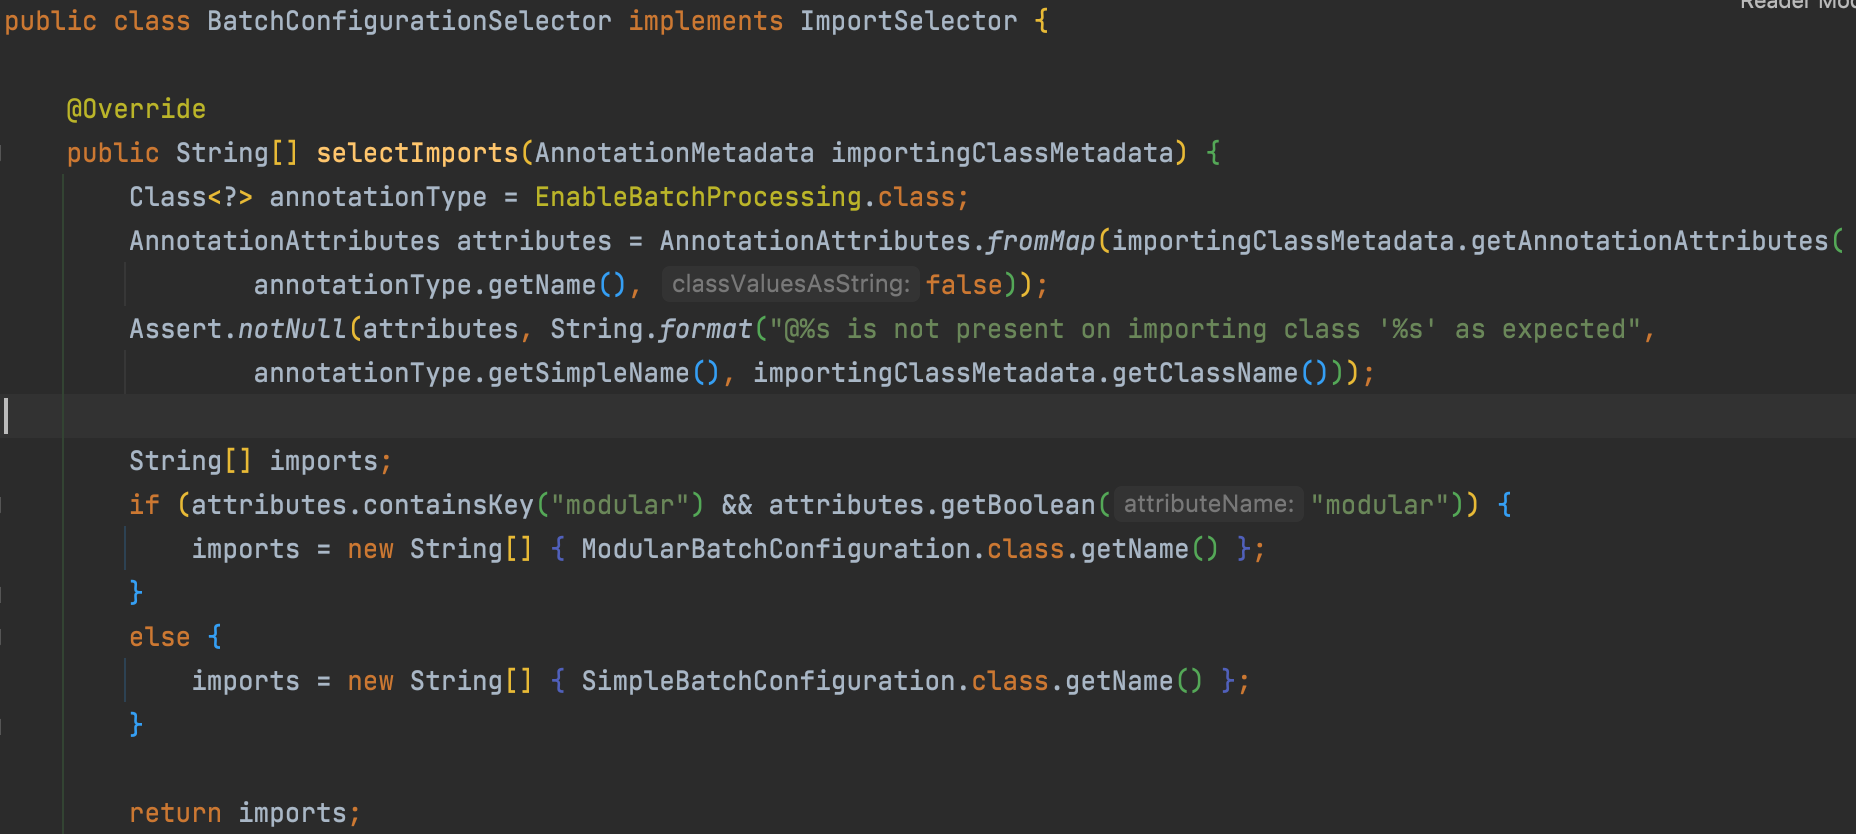 Reader Mod
public class BatchConfigurationSelector implements ImportSelector {
@Override
public String[] selectImports(AnnotationMetadata importingClassMetadata) {
Class<?> annotationType = EnableBatchProcessing.class;
AnnotationAttributes attributes = AnnotationAttributes.fromMap(importingClassMetadata.getAnnotationAttributes(
annotationType.getName(), classValuesAsString: false));
Assert.notNull(attributes, String.format("@%s is not present on importing class '%s' as expected",
annotationType.getSimpleName(), importingClassMetadata.getClassName()));
String[] imports;
if (attributes.containsKey("modular") && attributes.getBoolean( attributeName: "modular")) {
imports = new String[] { ModularBatchConfiguration.class.getName() };
}
else {
imports = new String[] { SimpleBatchConfiguration.class.getName() };
}
return imports;